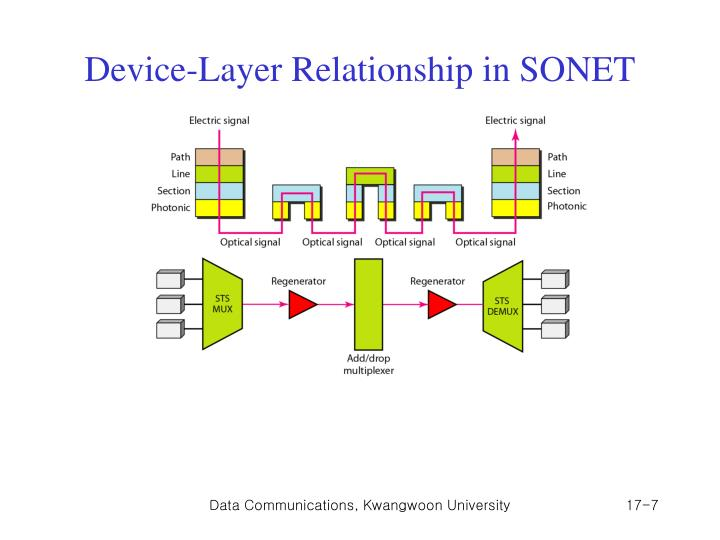 Device-Layer Relationship in SONET
Electric signal
Electric signal
Path
Line
Section
Photonic
Path
Line
Section
Photonic
Optical signal
Optical signal
Optical signal
Optical signal
STS
MUX
Regenerator
Regenerator
STS
DEMUX
Add/drop
multiplexer
Data Communications, Kwangwoon University
17-7